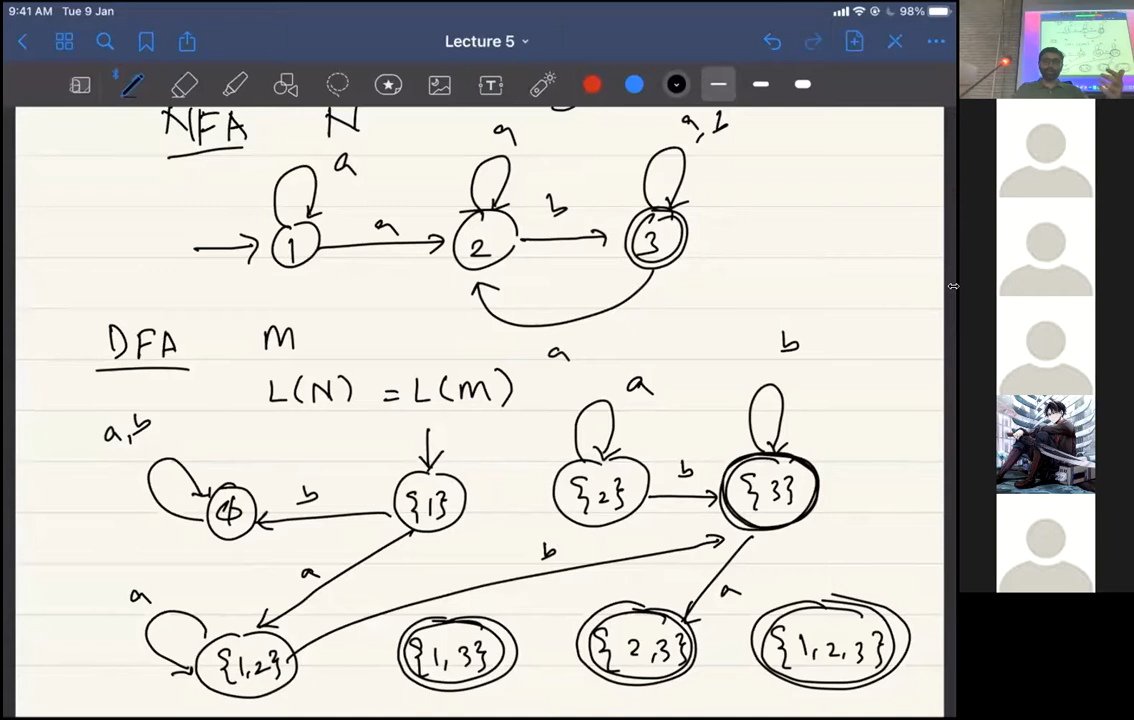 9:41 AM Tue 9 Jan
98%
Lecture 5
T
NFA N
a a a,1
a b
1 2 3
a
DFA M
L(N) = L(M)
a b
a,b
b b
ϕ {1} {2} {3}
a b a
a
{1,2} {1,3} {2,3} {1,2,3}